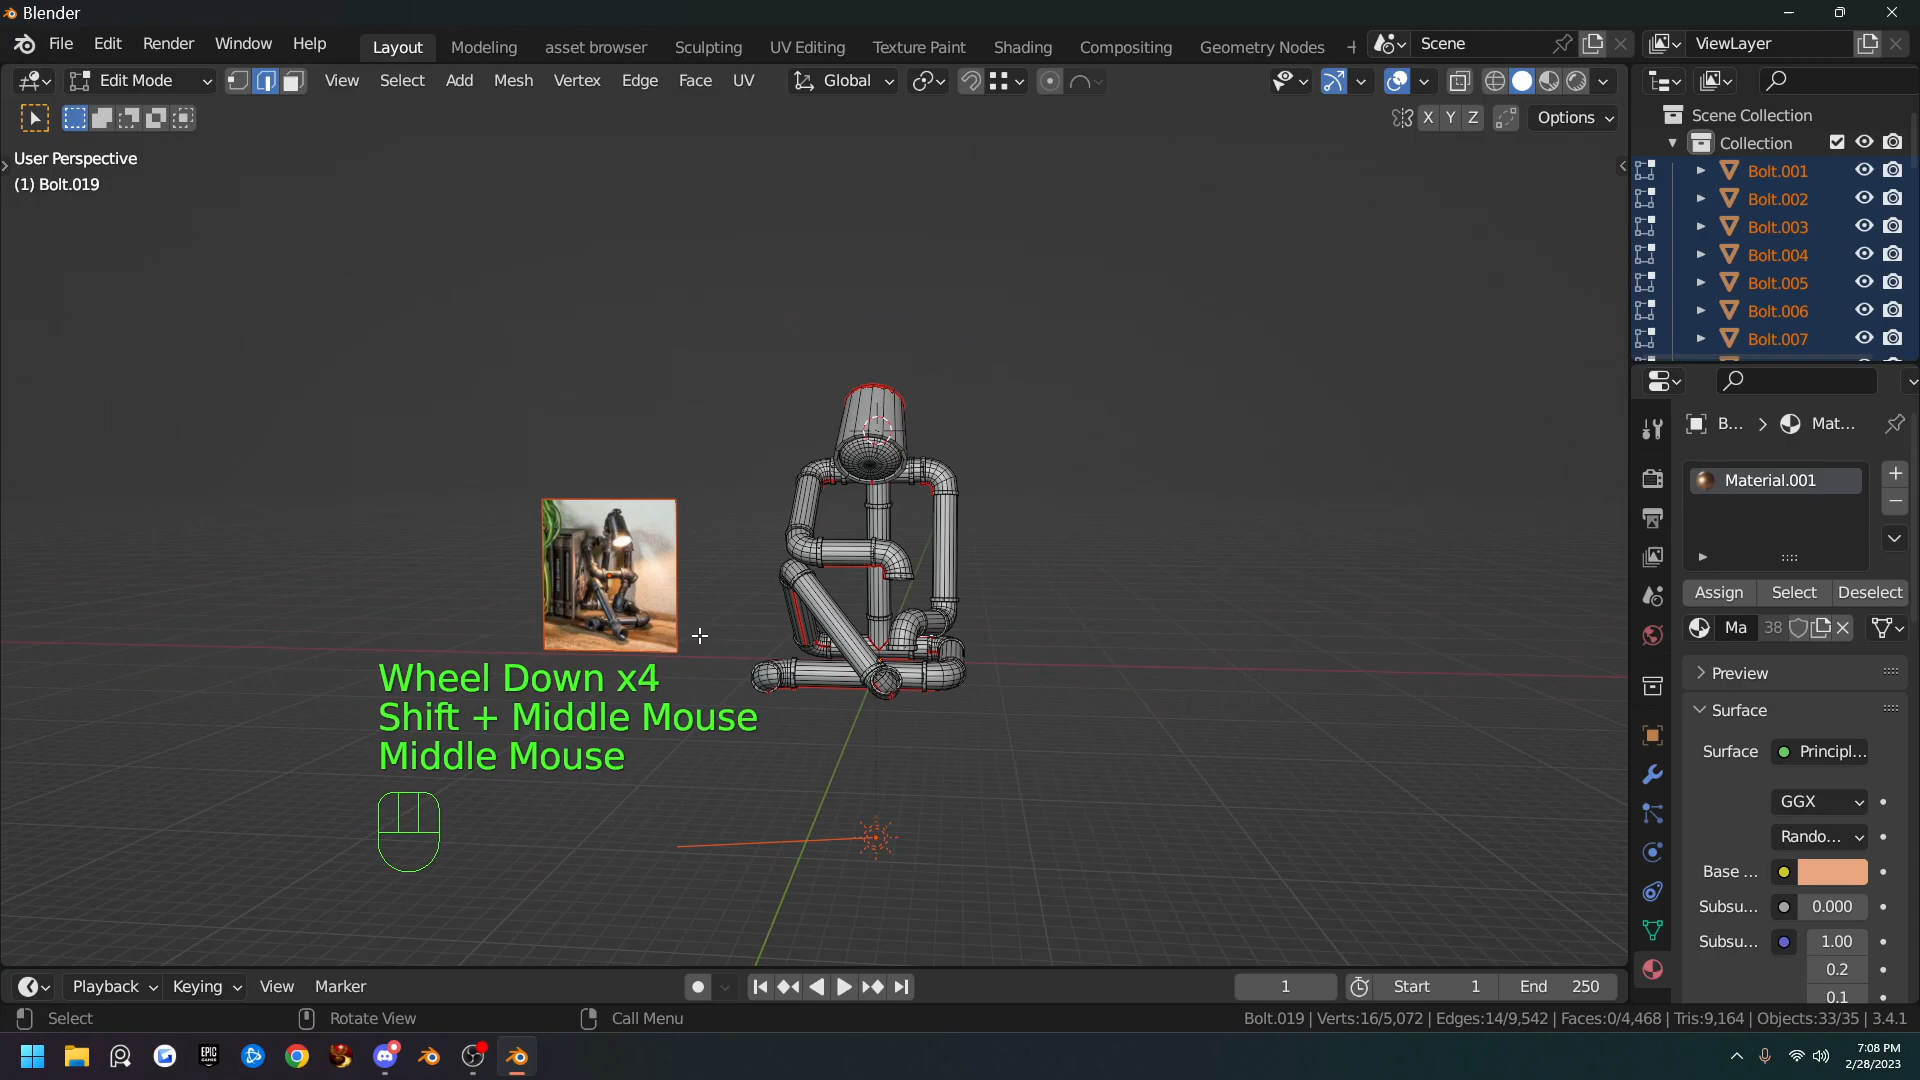 Blender
File Edit Render Window Help Layout Modeling asset browser Sculpting UV Editing Texture Paint Shading Compositing Geometry Nodes Scene ViewLayer
Edit Mode View Select Add Mesh Vertex Edge Face UV Global
X Y Z Options
User Perspective
(1) Bolt.019
Scene Collection
Collection
Bolt.001
Bolt.002
Bolt.003
Bolt.004
Bolt.005
Bolt.006
Bolt.007
B... > Mat...
Material.001
Assign Select Deselect
Ma 38
Preview
Surface
Surface Principl...
GGX
Rando...
Base ...
Subsu... 0.000
Subsu... 1.00
0.2
0.1
Wheel Down x4
Shift + Middle Mouse
Middle Mouse
Playback Keying View Marker 1 Start 1 End 250
Select Rotate View Call Menu Bolt.019 | Verts:16/5,072 | Edges:14/9,542 | Faces:0/4,468 | Tris:9,164 | Objects:33/35 | 3.4.1
EPIC
7:08 PM
2/28/2023